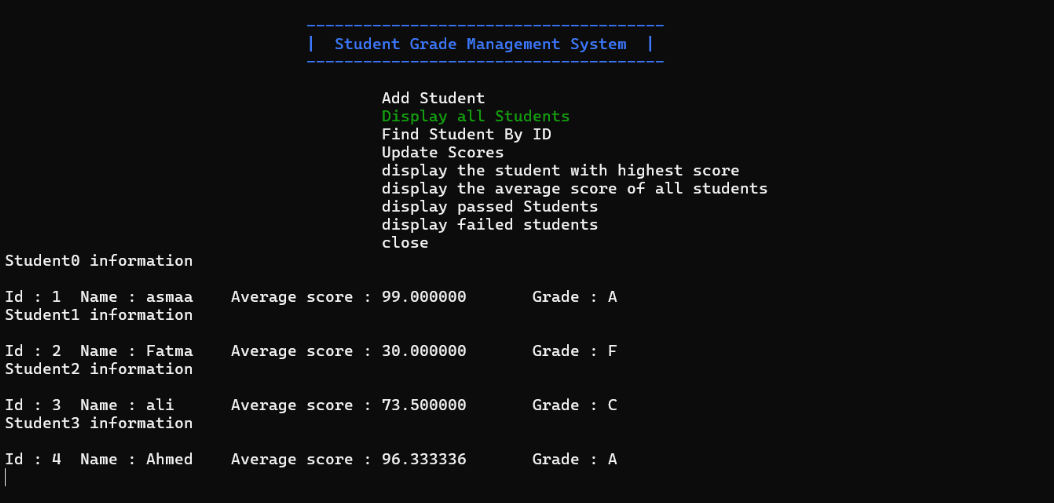 --------------------------------------
|  Student Grade Management System  |
--------------------------------------
Add Student
Display all Students
Find Student By ID
Update Scores
display the student with highest score
display the average score of all students
display passed Students
display failed students
close
Student0 information
Id : 1  Name : asmaa    Average score : 99.000000       Grade : A
Student1 information
Id : 2  Name : Fatma    Average score : 30.000000       Grade : F
Student2 information
Id : 3  Name : ali      Average score : 73.500000       Grade : C
Student3 information
Id : 4  Name : Ahmed    Average score : 96.333336       Grade : A